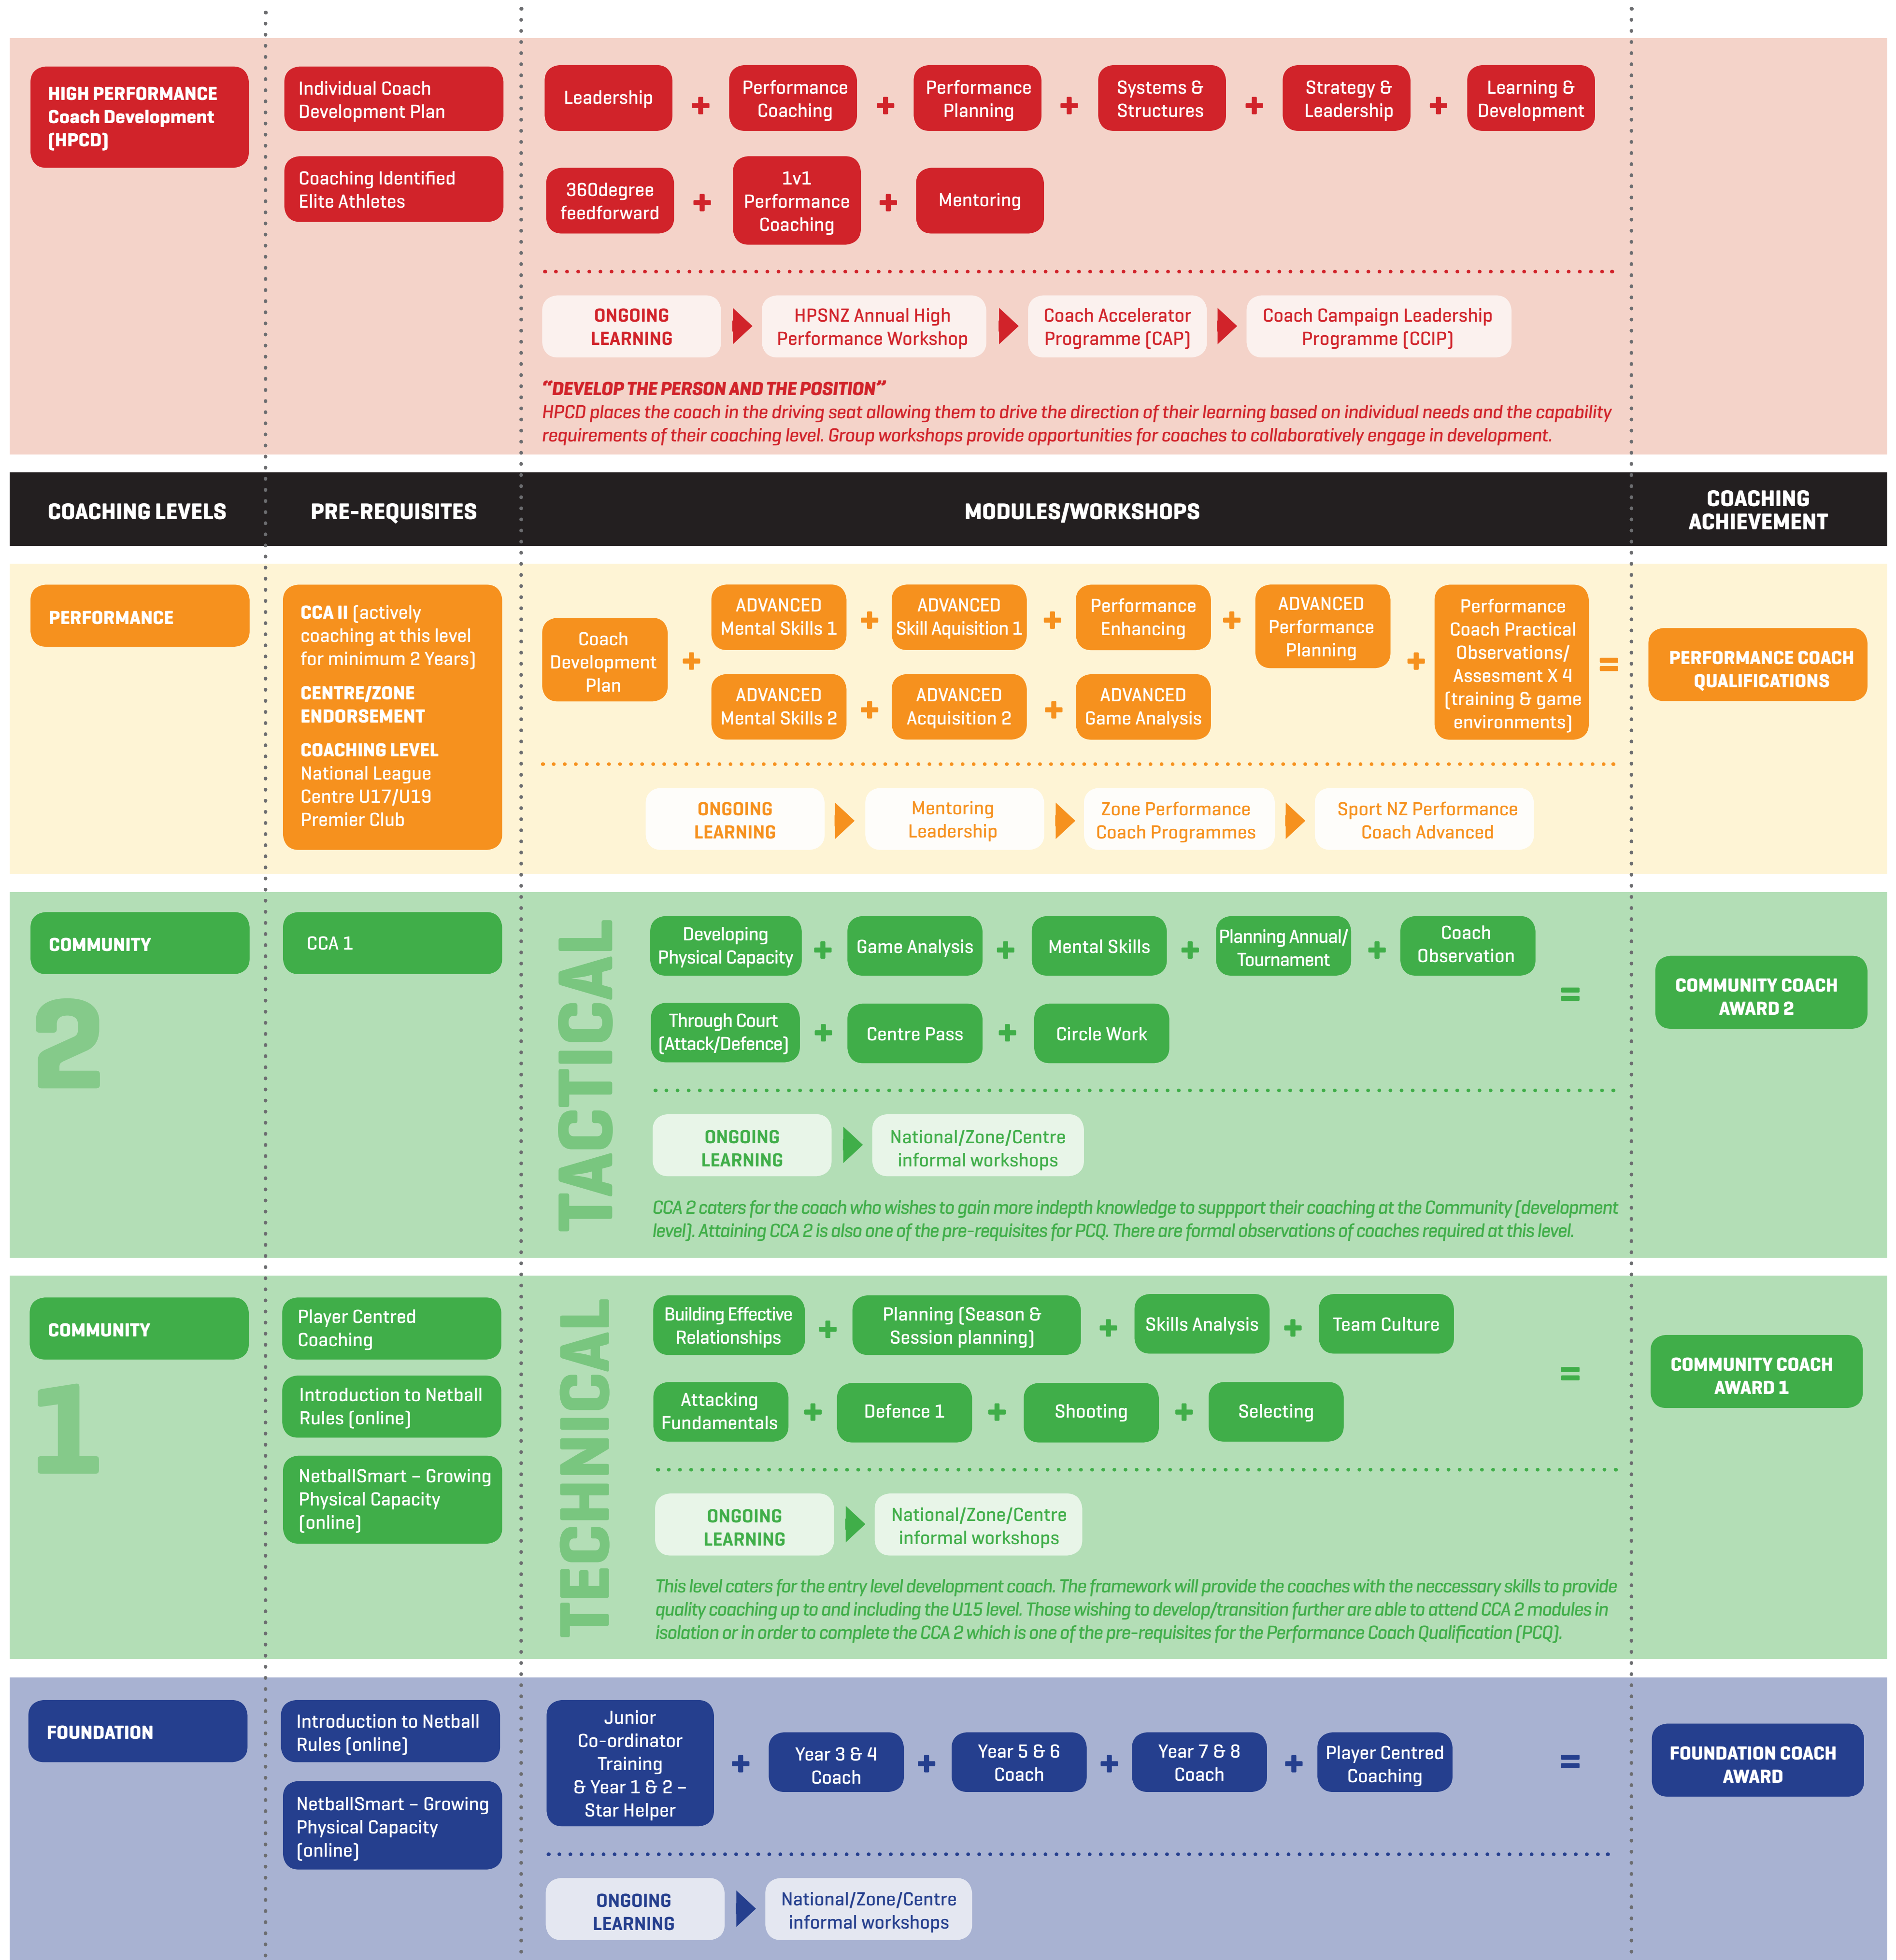 HIGH PERFORMANCE
Coach Development
(HPCD)
Individual Coach
Development Plan
Coaching Identified
Elite Athletes
Leadership
+
Performance
Coaching
+
Performance
Planning
+
Systems &
Structures
+
Strategy &
Leadership
+
Learning &
Development
360degree
feedforward
+
1v1
Performance
Coaching
+
Mentoring
ONGOING
LEARNING
HPSNZ Annual High
Performance Workshop
Coach Accelerator
Programme (CAP)
Coach Campaign Leadership
Programme (CCIP)
“DEVELOP THE PERSON AND THE POSITION”
HPCD places the coach in the driving seat allowing them to drive the direction of their learning based on individual needs and the capability
requirements of their coaching level. Group workshops provide opportunities for coaches to collaboratively engage in development.
COACHING LEVELS
PRE-REQUISITES
MODULES/WORKSHOPS
COACHING
ACHIEVEMENT
PERFORMANCE
CCA II (actively
coaching at this level
for minimum 2 Years)
CENTRE/ZONE
ENDORSEMENT
COACHING LEVEL
National League
Centre U17/U19
Premier Club
Coach
Development
Plan
+
ADVANCED
Mental Skills 1
+
ADVANCED
Skill Aquisition 1
+
Performance
Enhancing
+
ADVANCED
Performance
Planning
ADVANCED
Mental Skills 2
+
ADVANCED
Acquisition 2
+
ADVANCED
Game Analysis
+
Performance
Coach Practical
Observations/
Assesment X 4
(training & game
environments)
=
PERFORMANCE COACH
QUALIFICATIONS
ONGOING
LEARNING
Mentoring
Leadership
Zone Performance
Coach Programmes
Sport NZ Performance
Coach Advanced
COMMUNITY
2
CCA 1
TACTICAL
Developing
Physical Capacity
+
Game Analysis
+
Mental Skills
+
Planning Annual/
Tournament
+
Coach
Observation
Through Court
(Attack/Defence)
+
Centre Pass
+
Circle Work
=
COMMUNITY COACH
AWARD 2
ONGOING
LEARNING
National/Zone/Centre
informal workshops
CCA 2 caters for the coach who wishes to gain more indepth knowledge to suppport their coaching at the Community (development
level). Attaining CCA 2 is also one of the pre-requisites for PCQ. There are formal observations of coaches required at this level.
COMMUNITY
1
Player Centred
Coaching
Introduction to Netball
Rules (online)
NetballSmart – Growing
Physical Capacity
(online)
TECHNICAL
Building Effective
Relationships
+
Planning (Season &
Session planning)
+
Skills Analysis
+
Team Culture
Attacking
Fundamentals
+
Defence 1
+
Shooting
+
Selecting
=
COMMUNITY COACH
AWARD 1
ONGOING
LEARNING
National/Zone/Centre
informal workshops
This level caters for the entry level development coach. The framework will provide the coaches with the neccessary skills to provide
quality coaching up to and including the U15 level. Those wishing to develop/transition further are able to attend CCA 2 modules in
isolation or in order to complete the CCA 2 which is one of the pre-requisites for the Performance Coach Qualification (PCQ).
FOUNDATION
Introduction to Netball
Rules (online)
NetballSmart – Growing
Physical Capacity
(online)
Junior
Co-ordinator
Training
& Year 1 & 2 –
Star Helper
+
Year 3 & 4
Coach
+
Year 5 & 6
Coach
+
Year 7 & 8
Coach
+
Player Centred
Coaching
=
FOUNDATION COACH
AWARD
ONGOING
LEARNING
National/Zone/Centre
informal workshops